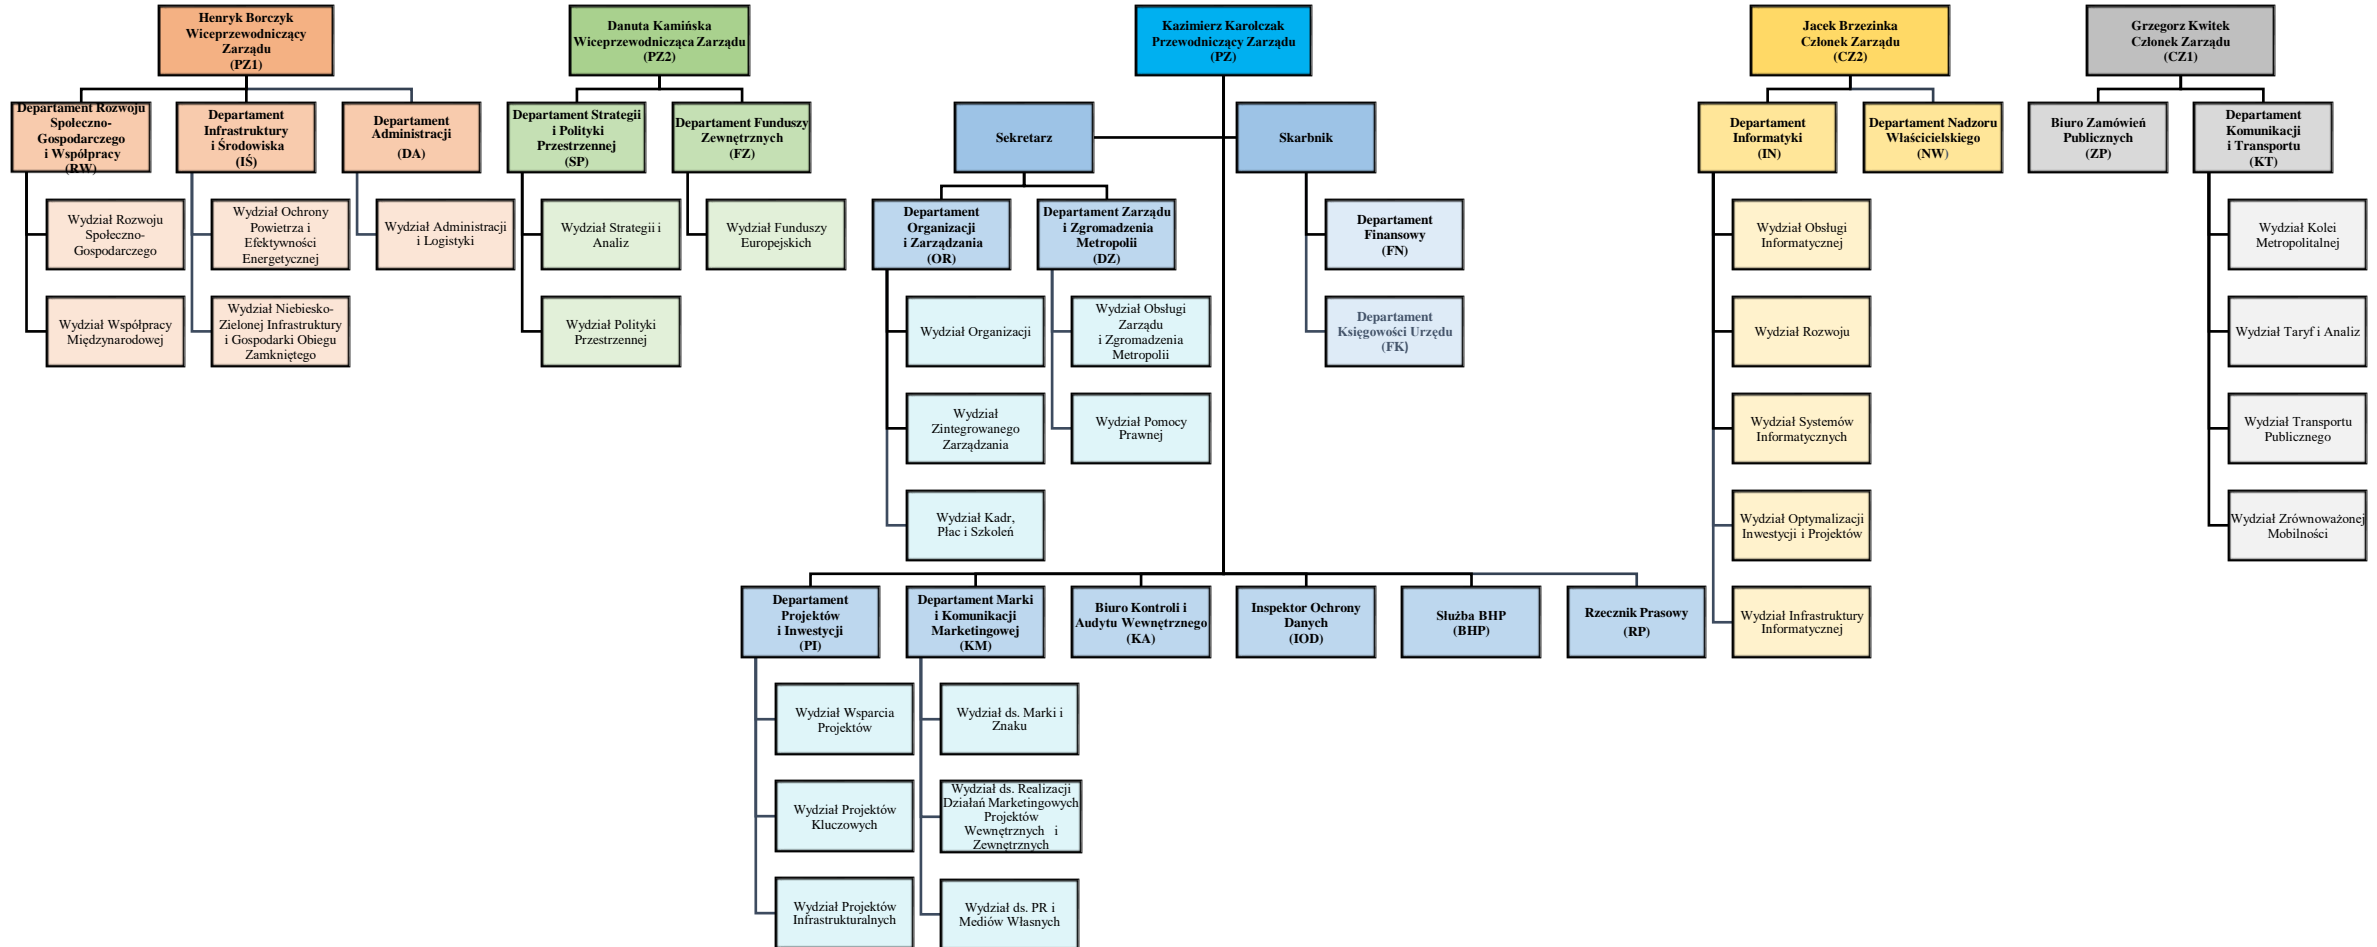 Henryk Borczyk
Wiceprzewodniczący
Zarządu
(PZ1)
Danuta Kamińska
Wiceprzewodnicząca Zarządu
(PZ2)
Kazimierz Karolczak
Przewodniczący Zarządu
(PZ)
Jacek Brzezinka
Członek Zarządu
(CZ2)
Grzegorz Kwitek
Członek Zarządu
(CZ1)
Departament Rozwoju
Społeczno-
Gospodarczego
i Współpracy
(RW)
Departament
Infrastruktury
i Środowiska
(IŚ)
Departament
Administracji
(DA)
Departament Strategii
i Polityki
Przestrzennej
(SP)
Departament Funduszy
Zewnętrznych
(FZ)
Sekretarz
Skarbnik
Departament
Informatyki
(IN)
Departament Nadzoru
Właścicielskiego
(NW)
Biuro Zamówień
Publicznych
(ZP)
Departament
Komunikacji
i Transportu
(KT)
Wydział Rozwoju
Społeczno-
Gospodarczego
Wydział Ochrony
Powietrza i
Efektywności
Energetycznej
Wydział Administracji
i Logistyki
Wydział Strategii i
Analiz
Wydział Funduszy
Europejskich
Departament
Organizacji
i Zarządzania
(OR)
Departament Zarządu
i Zgromadzenia
Metropolii
(DZ)
Departament
Finansowy
(FN)
Wydział Obsługi
Informatycznej
Wydział Kolei
Metropolitalnej
Wydział Współpracy
Międzynarodowej
Wydział Niebiesko-
Zielonej Infrastruktury
i Gospodarki Obiegu
Zamkniętego
Wydział Polityki
Przestrzennej
Wydział Organizacji
Wydział Obsługi
Zarządu
i Zgromadzenia
Metropolii
Departament
Księgowości Urzędu
(FK)
Wydział Rozwoju
Wydział Taryf i Analiz
Wydział
Zintegrowanego
Zarządzania
Wydział Pomocy
Prawnej
Wydział Systemów
Informatycznych
Wydział Transportu
Publicznego
Wydział Kadr,
Płac i Szkoleń
Wydział Optymalizacji
Inwestycji i Projektów
Wydział Zrównoważonej
Mobilności
Departament
Projektów
i Inwestycji
(PI)
Departament Marki
i Komunikacji
Marketingowej
(KM)
Biuro Kontroli i
Audytu Wewnętrznego
(KA)
Inspektor Ochrony
Danych
(IOD)
Służba BHP
(BHP)
Rzecznik Prasowy
(RP)
Wydział Infrastruktury
Informatycznej
Wydział Wsparcia
Projektów
Wydział ds. Marki i
Znaku
Wydział Projektów
Kluczowych
Wydział ds. Realizacji
Działań Marketingowych
Projektów
Wewnętrznych i
Zewnętrznych
Wydział Projektów
Infrastrukturalnych
Wydział ds. PR i
Mediów Własnych